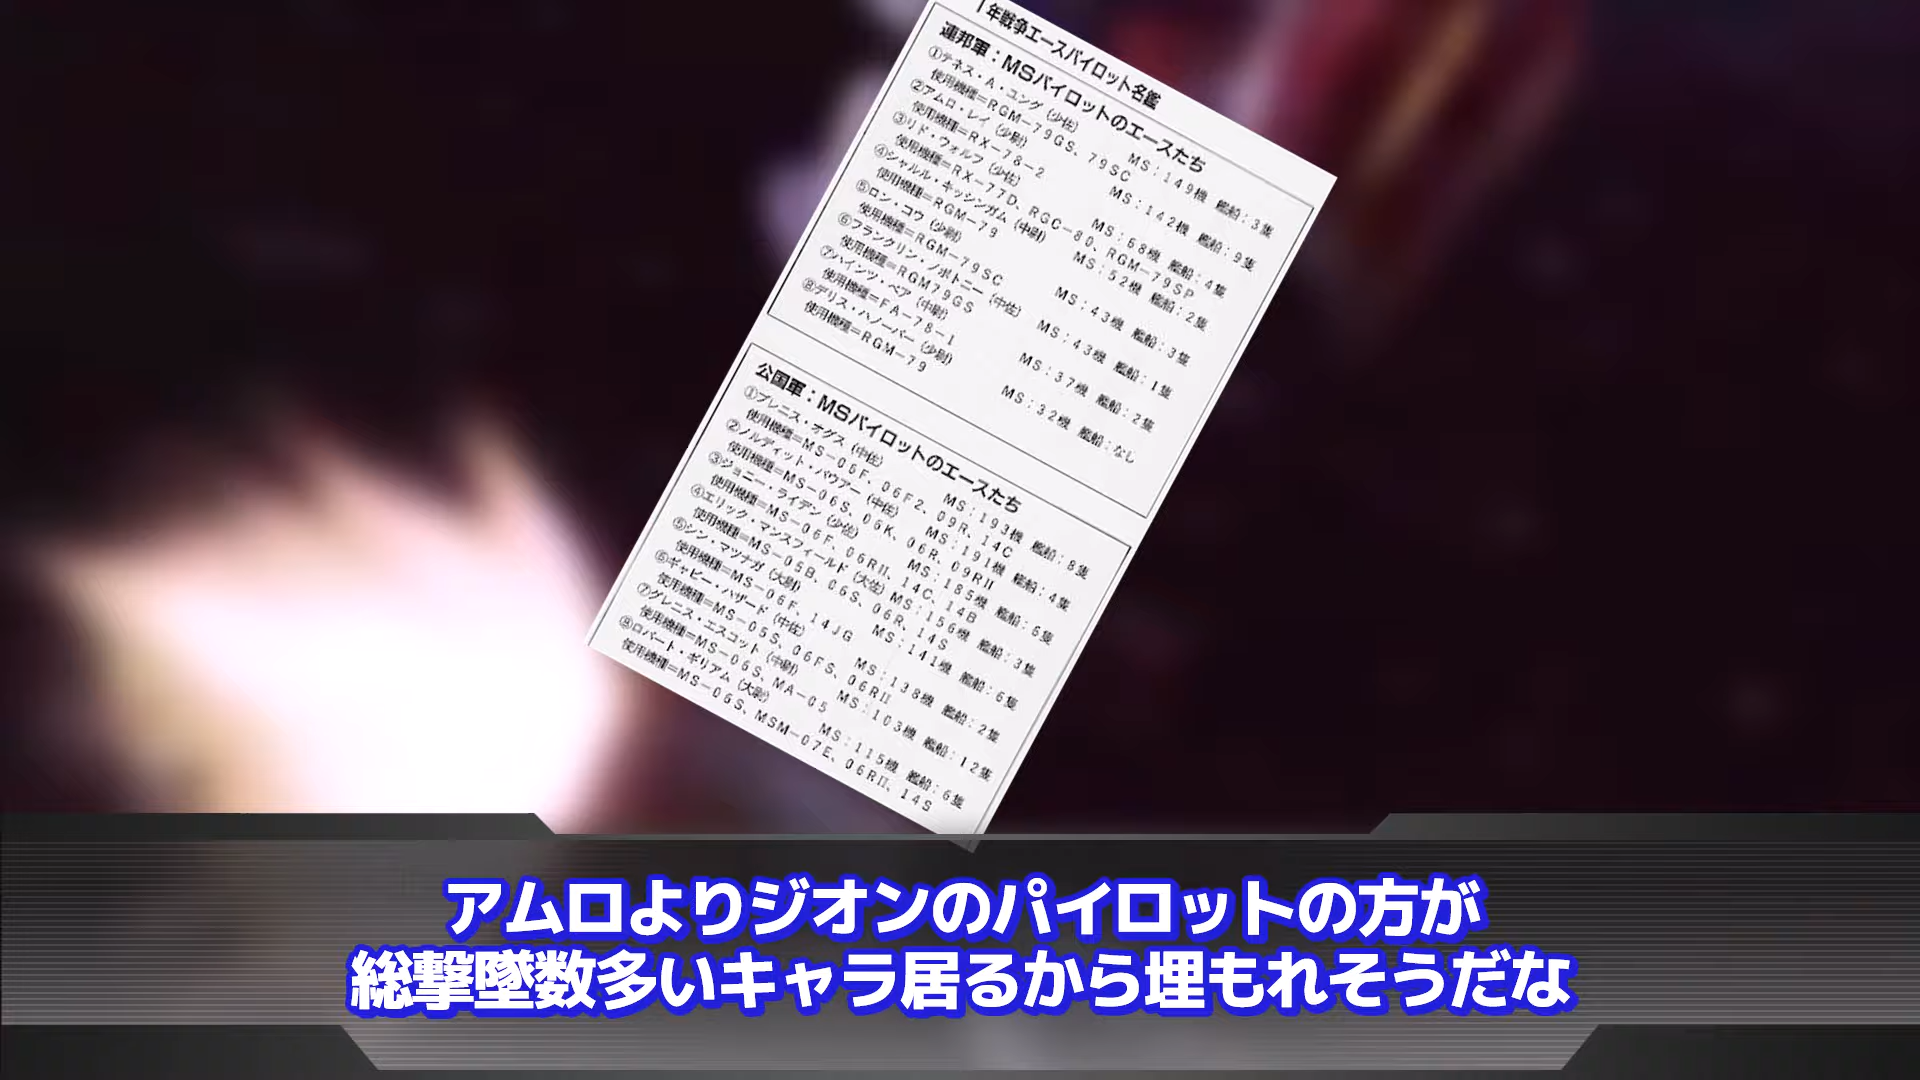 1年戦争エースパイロット名鑑
連邦軍：MSパイロットのエースたち
①テネス・A・ユング（少佐） MS：149機 艦船：3隻
使用機種＝RGM－79GS、79SC
②アムロ・レイ（少尉） MS：142機 艦船：9隻
使用機種＝RX－78－2
③リド・ウォルフ（少佐） MS：68機 艦船：4隻
使用機種＝RX－77D、RGC－80、RGM－79SP
④シャルル・キッシンガム（中尉） MS：52機 艦船：2隻
使用機種＝RGM－79
⑤ロン・コウ（少尉） MS：43機 艦船：3隻
使用機種＝RGM－79SC
⑥フランクリン・ノボトニー（中佐） MS：43機 艦船：1隻
使用機種＝RGM79GS
⑦ハインツ・ベア（中尉） MS：37機 艦船：2隻
使用機種＝FA－78－1
⑧デリス・ハノーバー（少尉） MS：32機 艦船：なし
使用機種＝RGM－79
公国軍：MSパイロットのエースたち
①ブレニス・オグス（中佐） MS：193機 艦船：8隻
使用機種＝MS－06F、06F2、09R、14C
②ノルディット・バウアー（中佐） MS：191機 艦船：4隻
使用機種＝MS－06S、06K、06R、09RⅡ
③ジョニー・ライデン（少佐） MS：185機 艦船：6隻
使用機種＝MS－06F、06RⅡ、14C、14B
④エリック・マンスフィールド（大佐） MS：156機 艦船：3隻
使用機種＝MS－05B、06S、06R、14S
⑤シン・マツナガ（大尉） MS：141機 艦船：6隻
使用機種＝MS－06F、14JG
⑥ギャビー・ハザード（中佐） MS：138機 艦船：2隻
使用機種＝MS－05S、06FS、06RⅡ
⑦グレニス・エスコット（中尉） MS：103機 艦船：12隻
使用機種＝MS－06S、MA－05
⑧ロバート・ギリアム（大尉） MS：115機 艦船：6隻
使用機種＝MS－06S、MSM－07E、06RⅡ、14S
アムロよりジオンのパイロットの方が
総撃墜数多いキャラ居るから埋もれそうだな